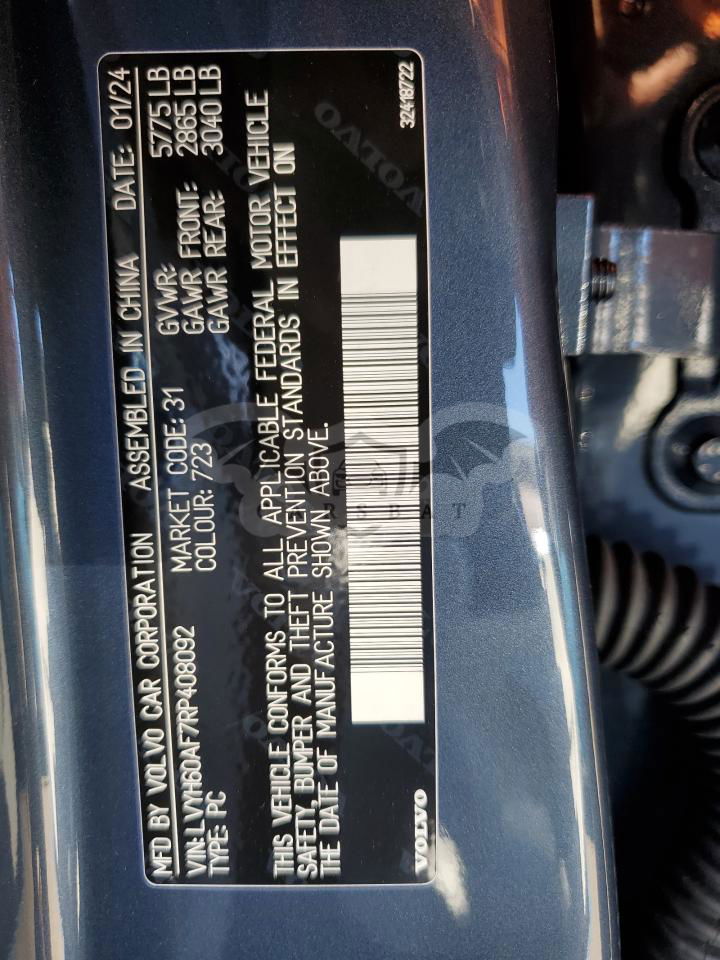 MFD BY VOLVO CAR CORPORATION ASSEMBLED IN CHINA DATE: 01/24
VIN: LVYH60AF7RP408092 MARKET CODE: 31 GVWR: 5775 LB
TYPE: PC COLOUR: 723 GAWR FRONT: 2865 LB
GAWR REAR: 3040 LB
THIS VEHICLE CONFORMS TO ALL APPLICABLE FEDERAL MOTOR VEHICLE
SAFETY, BUMPER AND THEFT PREVENTION STANDARDS IN EFFECT ON
THE DATE OF MANUFACTURE SHOWN ABOVE.
VOLVO 32418722
CARSBAT